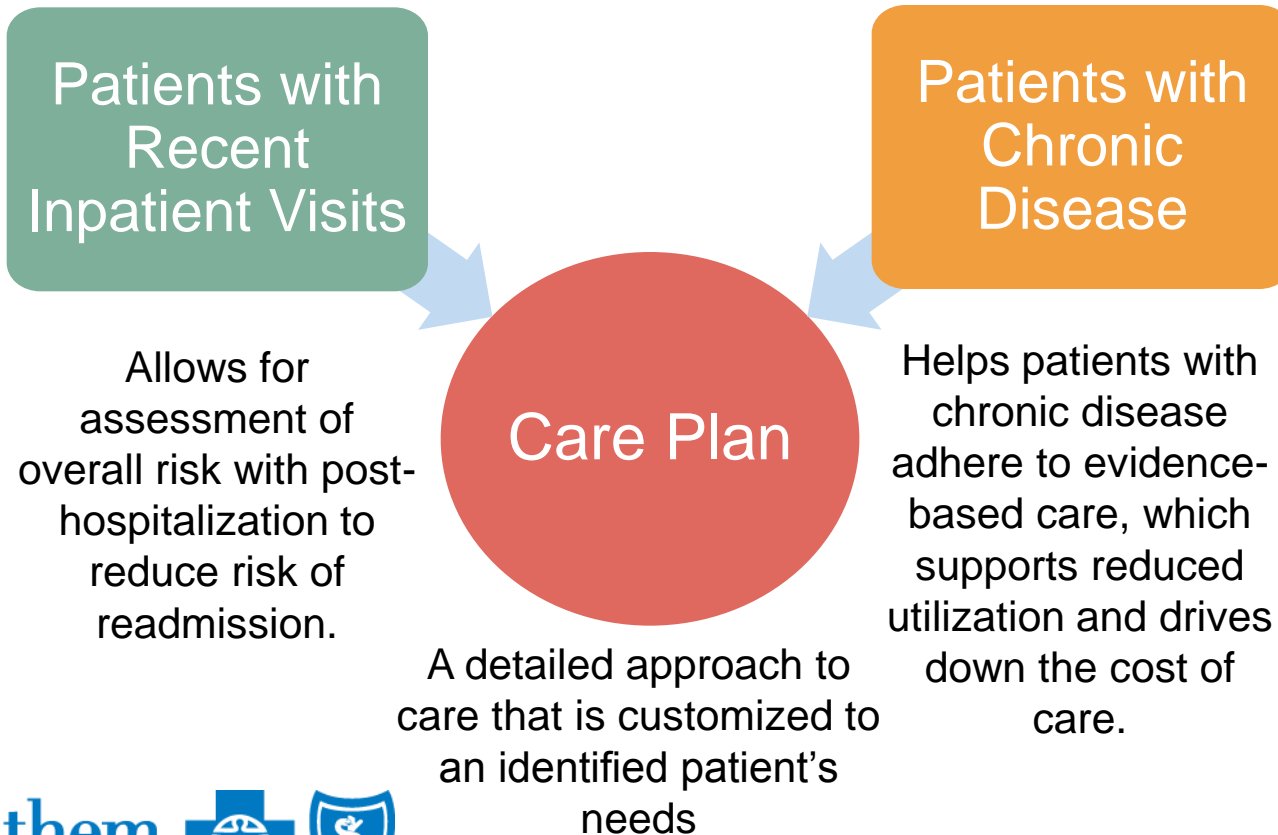 Patients with
Recent
Inpatient Visits
Patients with
Chronic
Disease
Care Plan
Allows for
assessment of
overall risk with post-
hospitalization to
reduce risk of
readmission.
Helps patients with
chronic disease
adhere to evidence-
based care, which
supports reduced
utilization and drives
down the cost of
care.
A detailed approach to
care that is customized to
an identified patient's
needs
them